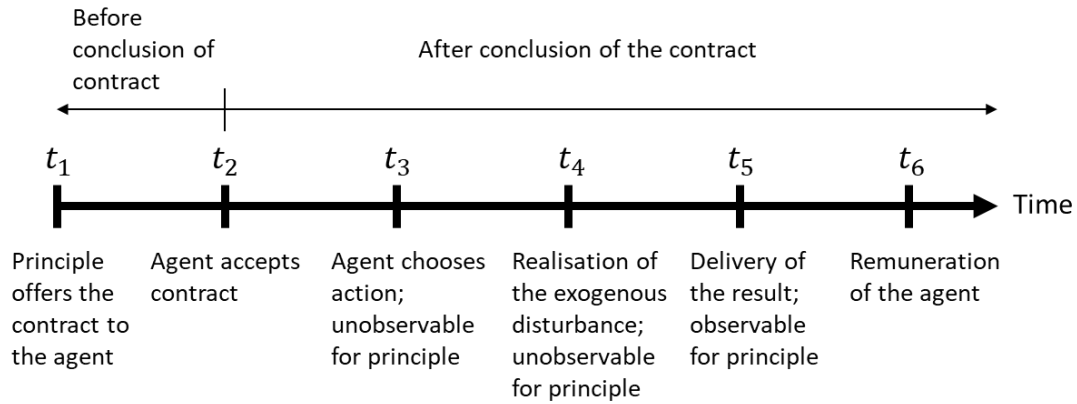 Before
conclusion of
contract
After conclusion of the contract
t₁
t₂
t₃
t₄
t₅
t₆
Time
Principle
offers the
contract to
the agent
Agent accepts
contract
Agent chooses
action;
unobservable
for principle
Realisation of
the exogenous
disturbance;
unobservable
for principle
Delivery of
the result;
observable
for principle
Remuneration
of the agent